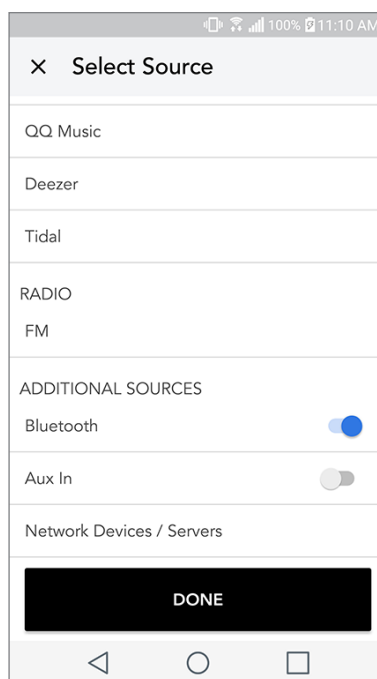 100% 11:10 AM
× Select Source
QQ Music
Deezer
Tidal
RADIO
FM
ADDITIONAL SOURCES
Bluetooth
Aux In
Network Devices / Servers
DONE